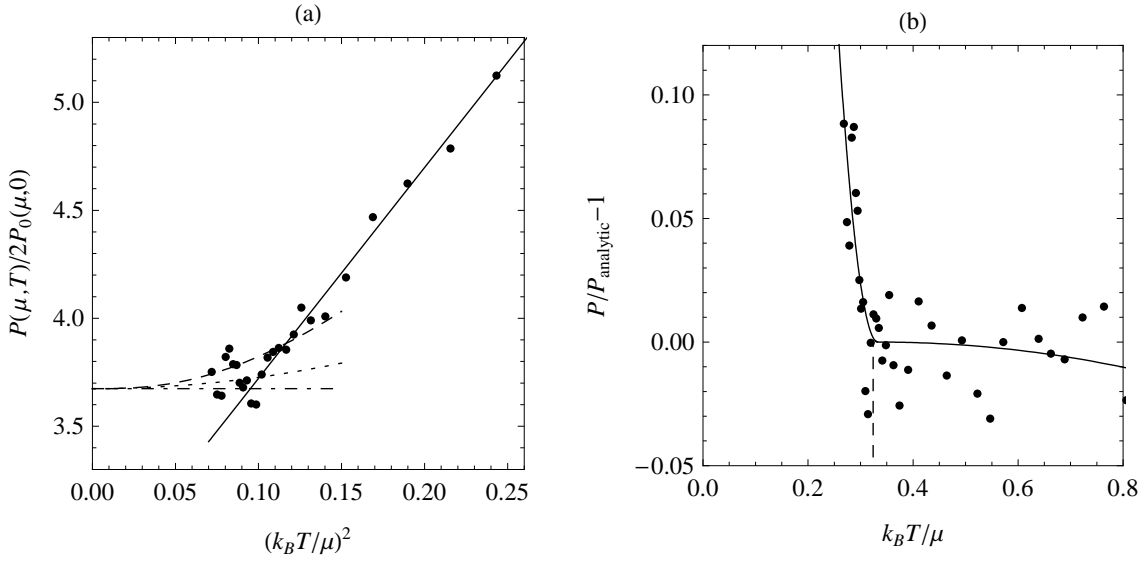 (a)
P(μ,T)/2P₀(μ,0)
5.0
4.5
4.0
3.5
0.00 0.05 0.10 0.15 0.20 0.25
(k_BT/μ)²
(b)
P/P_analytic−1
0.10
0.05
0.00
−0.05
0.0 0.2 0.4 0.6 0.8
k_BT/μ